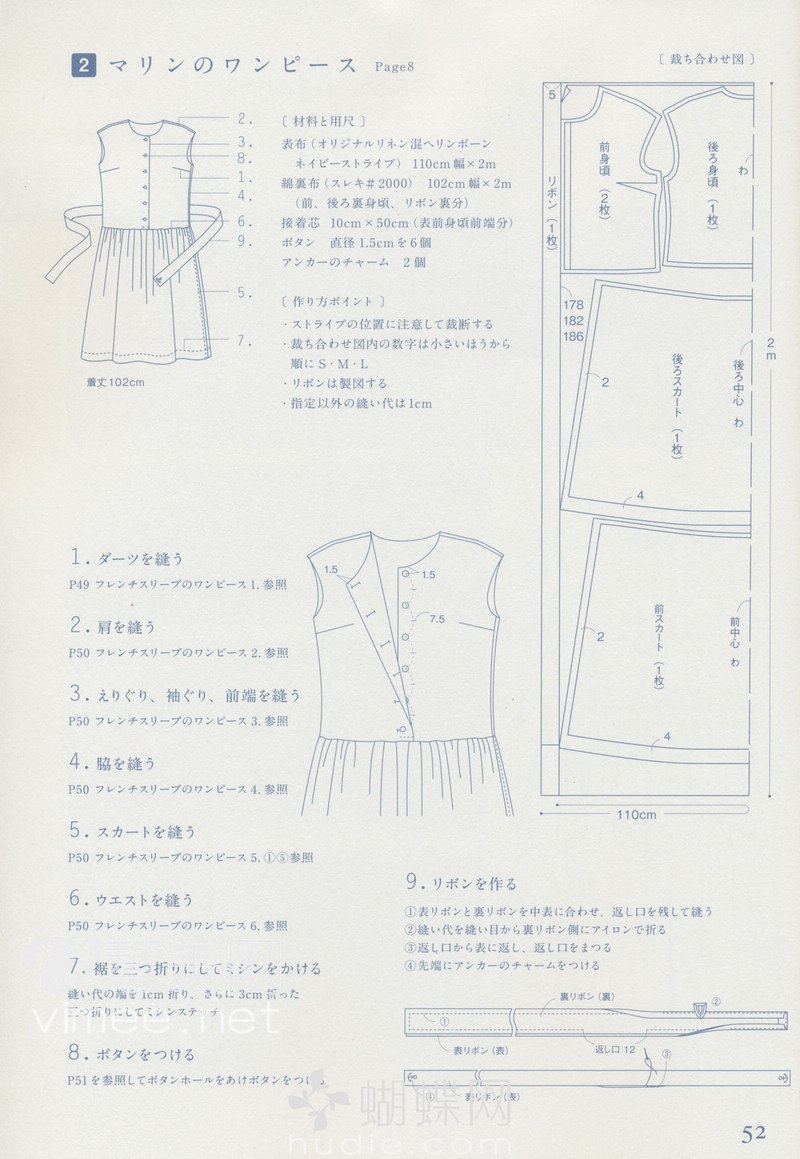 2 マリンのワンピース Page8
〔 裁ち合わせ図 〕
2.
3.
8.
1.
4.
6.
9.
5.
7.
着丈102cm
〔 材料と用尺 〕
表布（オリジナルリネン混ヘリンボーン
ネイビーストライプ） 110cm幅×2m
綿裏布（スレキ＃2000） 102cm幅×2m
（前、後ろ裏身頃、リボン裏分）
接着芯 10cm×50cm（表前身頃前端分）
ボタン 直径1.5cmを6個
アンカーのチャーム 2個
〔 作り方ポイント 〕
・ストライプの位置に注意して裁断する
・裁ち合わせ図内の数字は小さいほうから
順にS・M・L
・リボンは製図する
・指定以外の縫い代は1cm
5
リボン（1枚）
前身頃（2枚）
後ろ身頃（1枚）
わ
178
182
186
2
後ろスカート（1枚）
後ろ中心 わ
4
2m
2
前スカート（1枚）
前中心 わ
4
110cm
1.5
1.5
7.5
1. ダーツを縫う
P49 フレンチスリーブのワンピース1.参照
2. 肩を縫う
P50 フレンチスリーブのワンピース2.参照
3. えりぐり、袖ぐり、前端を縫う
P50 フレンチスリーブのワンピース3.参照
4. 脇を縫う
P50 フレンチスリーブのワンピース4.参照
5. スカートを縫う
P50 フレンチスリーブのワンピース5.①⑤参照
6. ウエストを縫う
P50 フレンチスリーブのワンピース6.参照
7. 裾を三つ折りにしてミシンをかける
縫い代の端を1cm折り、さらに3cm折った
三つ折りにしてミシンステッチ
8. ボタンをつける
P51を参照してボタンホールをあけボタンをつける
9. リボンを作る
①表リボンと裏リボンを中表に合わせ、返し口を残して縫う
②縫い代を縫い目から裏リボン側にアイロンで折る
③返し口から表に返し、返し口をまつる
④先端にアンカーのチャームをつける
裏リボン（裏）
②
①
表リボン（表）
返し口 12
③
④
表リボン（表）
vimee.net
蝴蝶网
hudie.com
52